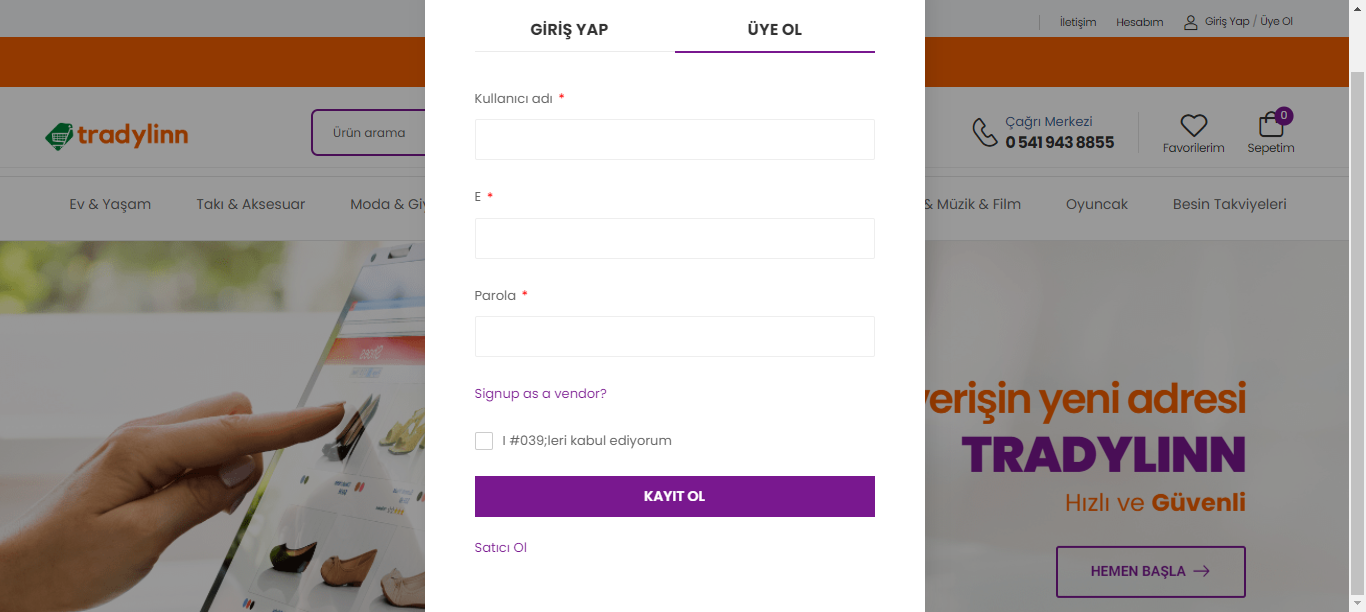 İletişim
Hesabım
Giriş Yap / Üye Ol
GİRİŞ YAP
ÜYE OL
tradylinn
Ürün arama
Çağrı Merkezi
0 541 943 8855
Favorilerim
0
Sepetim
Ev & Yaşam
Takı & Aksesuar
Moda & Giy
& Müzik & Film
Oyuncak
Besin Takviyeleri
Kullanıcı adı *
E *
Parola *
Signup as a vendor?
I #039;leri kabul ediyorum
KAYIT OL
Satıcı Ol
verişin yeni adresi
TRADYLINN
Hızlı ve Güvenli
HEMEN BAŞLA